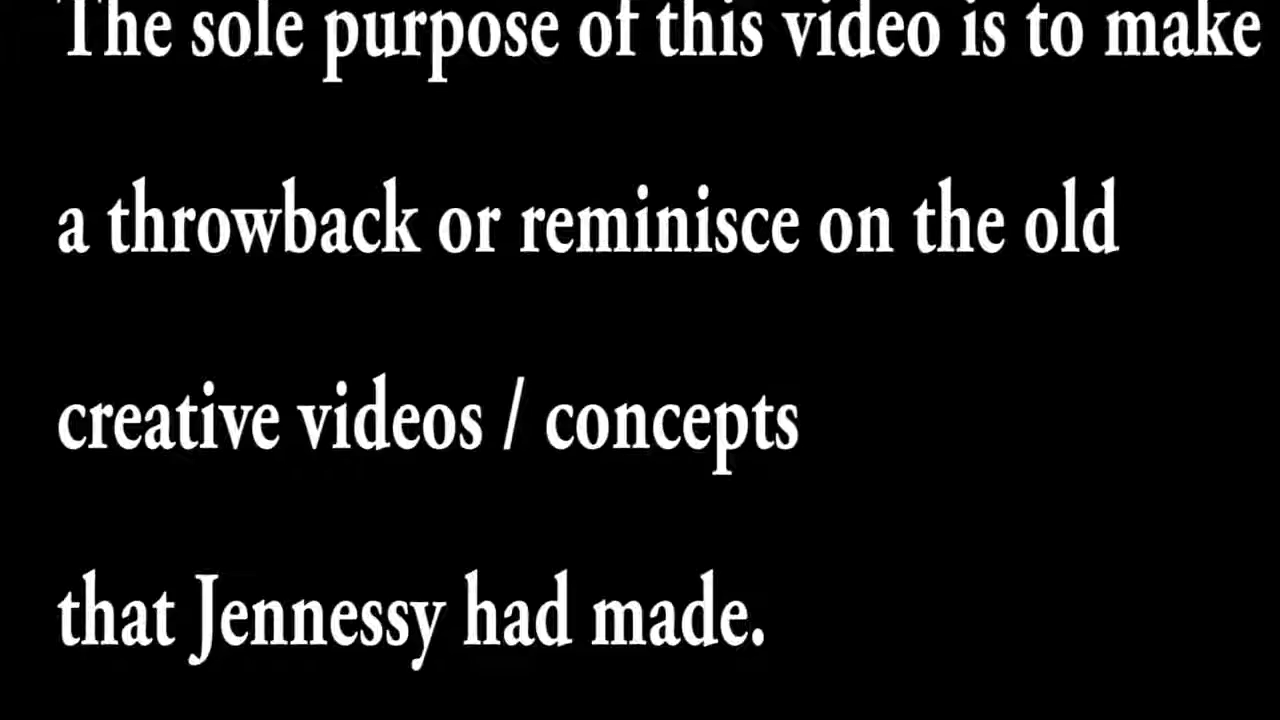 The sole purpose of this video is to make
a throwback or reminisce on the old
creative videos / concepts
that Jennessy had made.